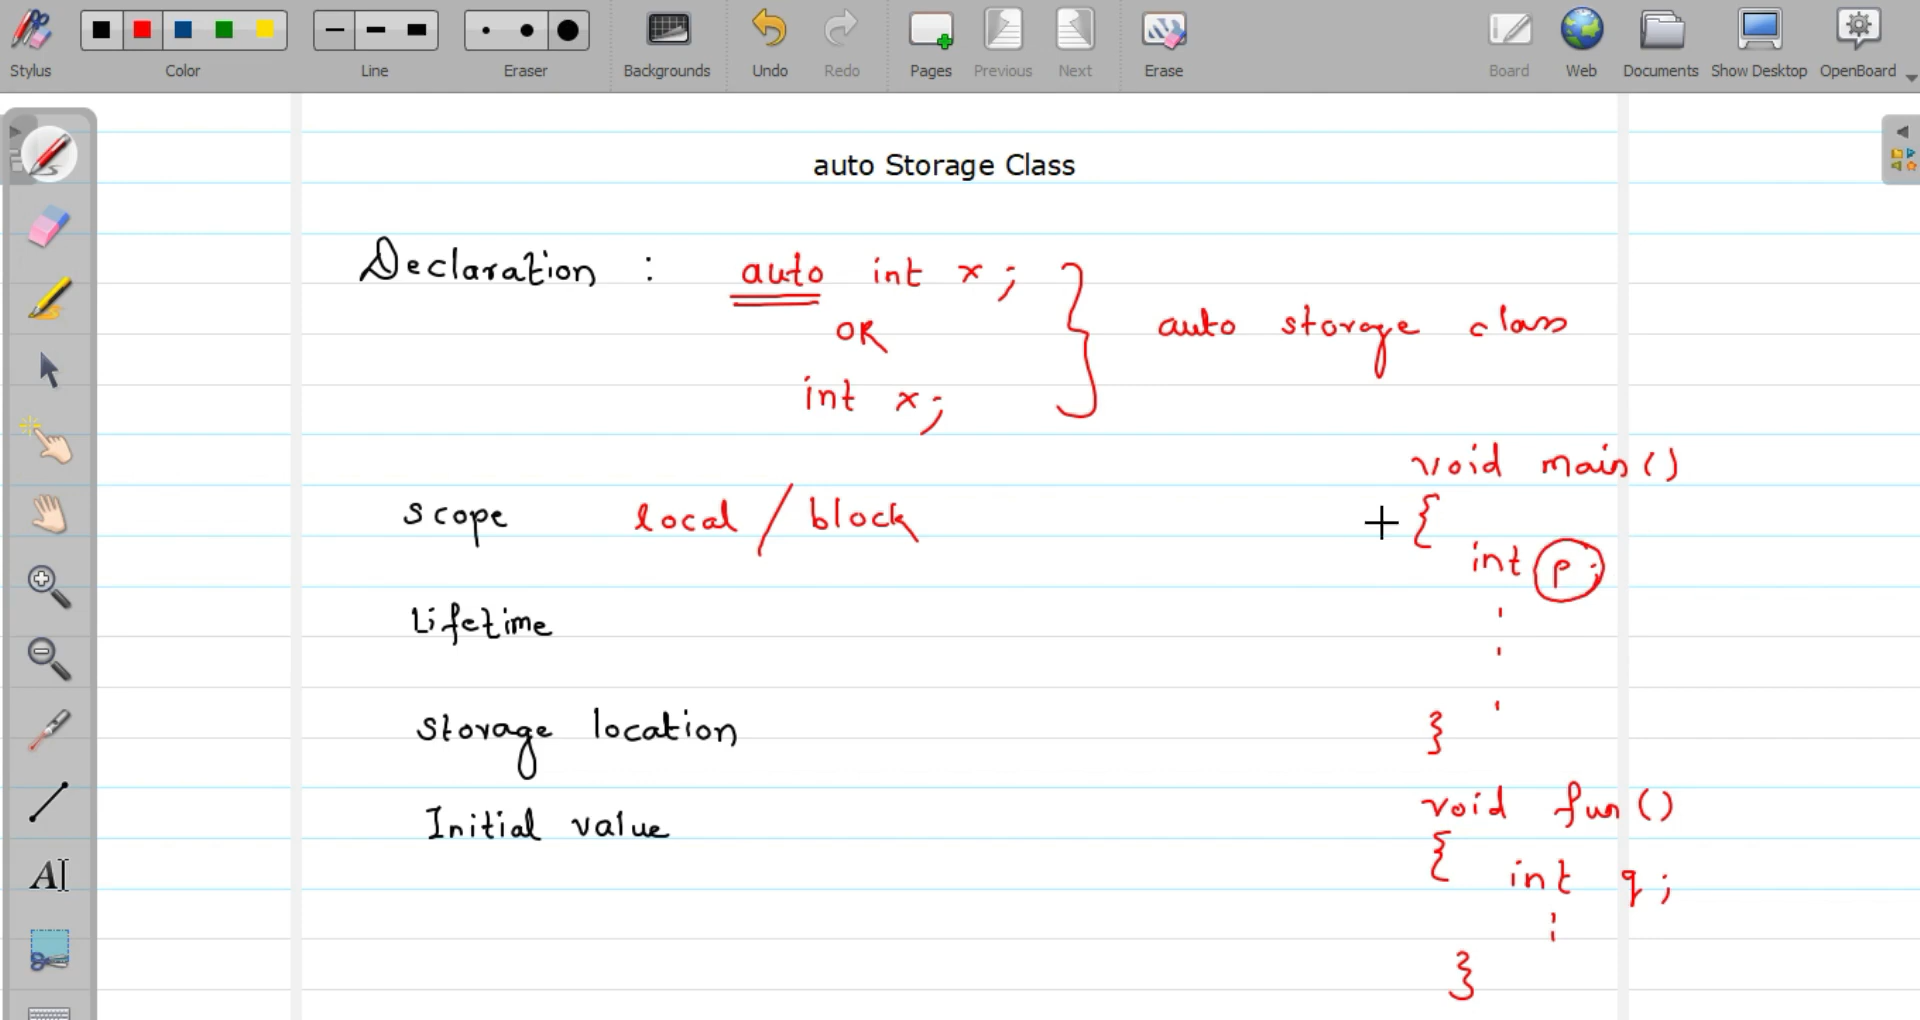 Stylus Color Line Eraser Backgrounds Undo Redo Pages Previous Next Erase Board Web Documents Show Desktop OpenBoard
auto Storage Class
Declaration : auto int x;
OR
int x;
auto storage class
scope local / block
Lifetime
Storage location
Initial value
void main()
{
int p;
}
void fun()
{
int q;
}
AI